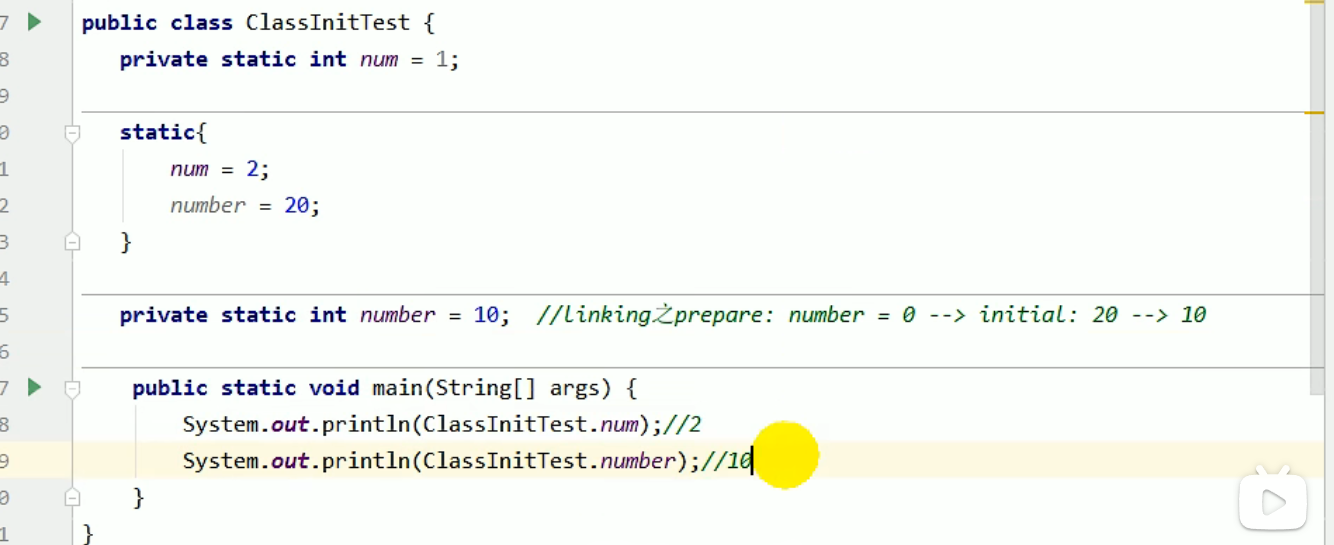 7 public class ClassInitTest {
8 private static int num = 1;
9
0 static{
1 num = 2;
2 number = 20;
3 }
4
5 private static int number = 10; //linking之prepare: number = 0 --> initial: 20 --> 10
6
7 public static void main(String[] args) {
8 System.out.println(ClassInitTest.num);//2
9 System.out.println(ClassInitTest.number);//10
0 }
1 }